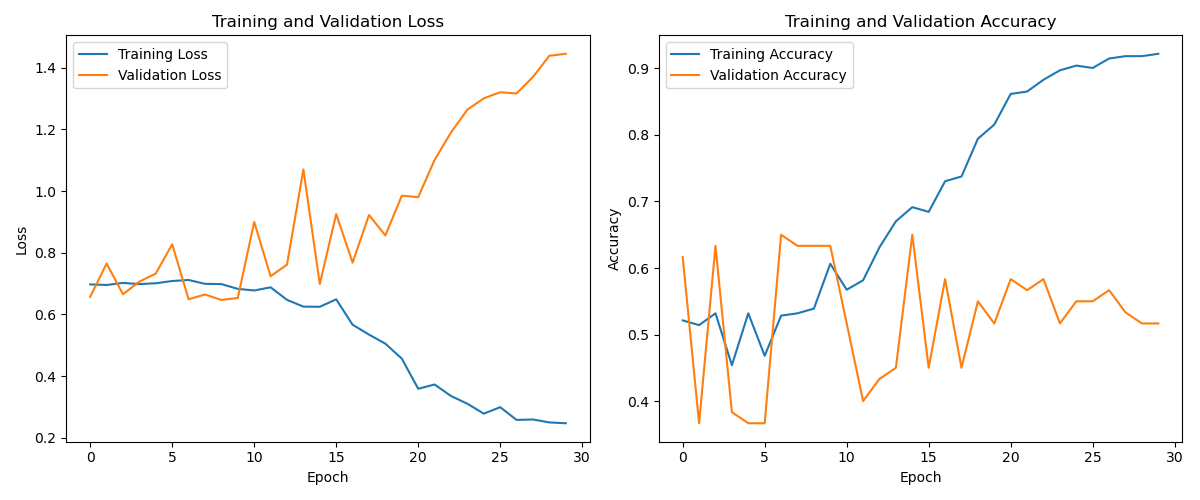 Training and Validation Loss
Training Loss
Validation Loss
1.4
1.2
1.0
0.8
0.6
0.4
0.2
Loss
0 5 10 15 20 25 30
Epoch
Training and Validation Accuracy
Training Accuracy
Validation Accuracy
0.9
0.8
0.7
0.6
0.5
0.4
Accuracy
0 5 10 15 20 25 30
Epoch